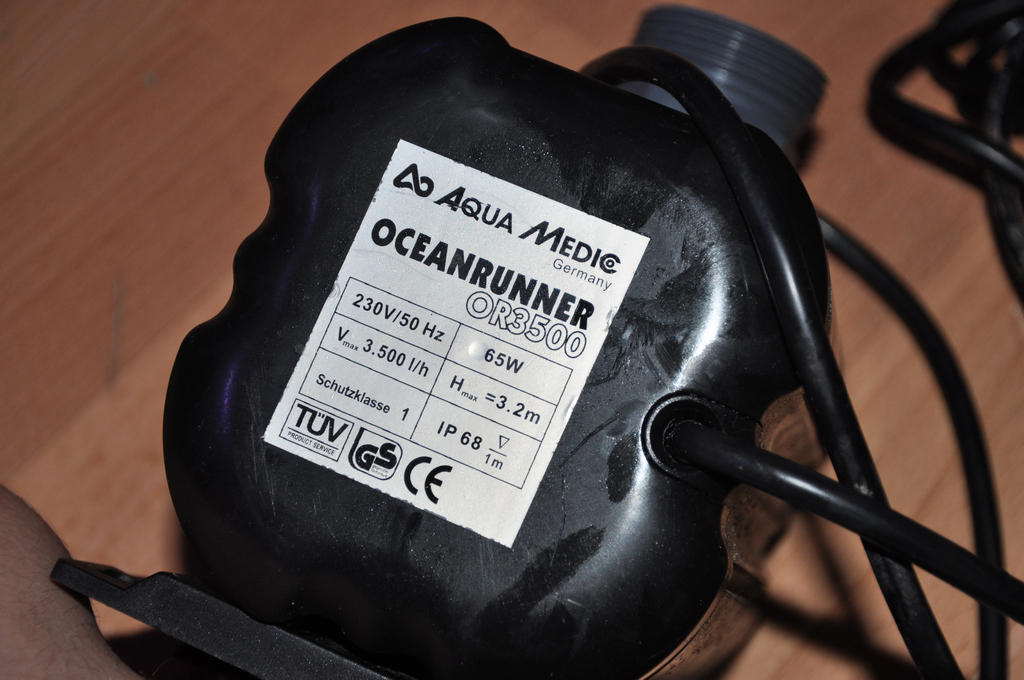 AQUA MEDIC
Germany
OCEANRUNNER
OR3500
230V/50 Hz 65W
Vmax 3.500 l/h Hmax =3.2m
Schutzklasse 1 IP 68 1m
TÜV
PRODUCT SERVICE
GS CE